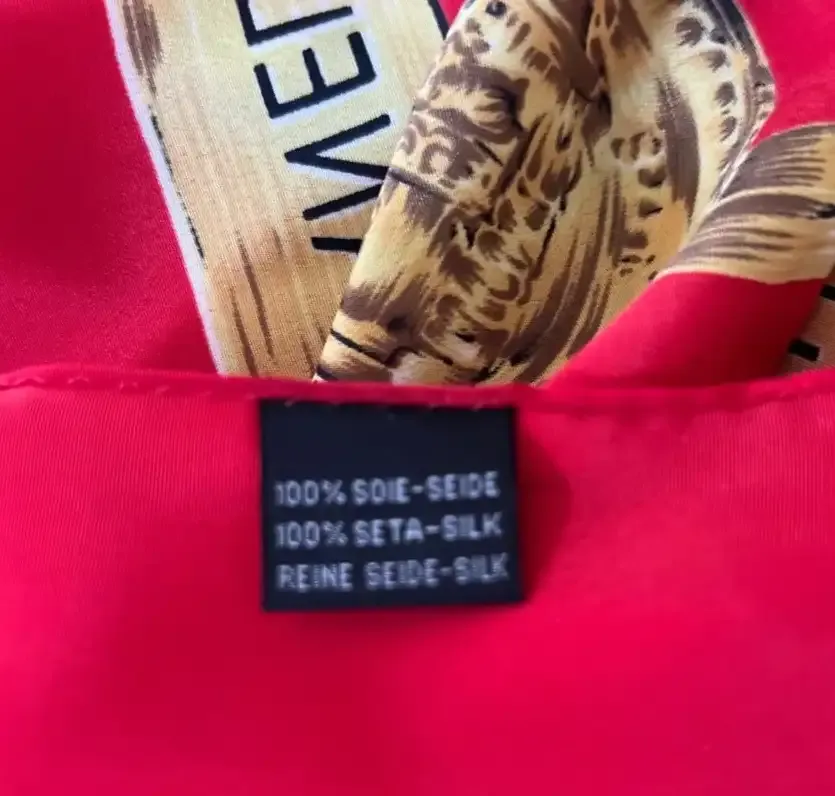 100% SOIE-SEIDE
100% SETA-SILK
REINE SEIDE-SILK